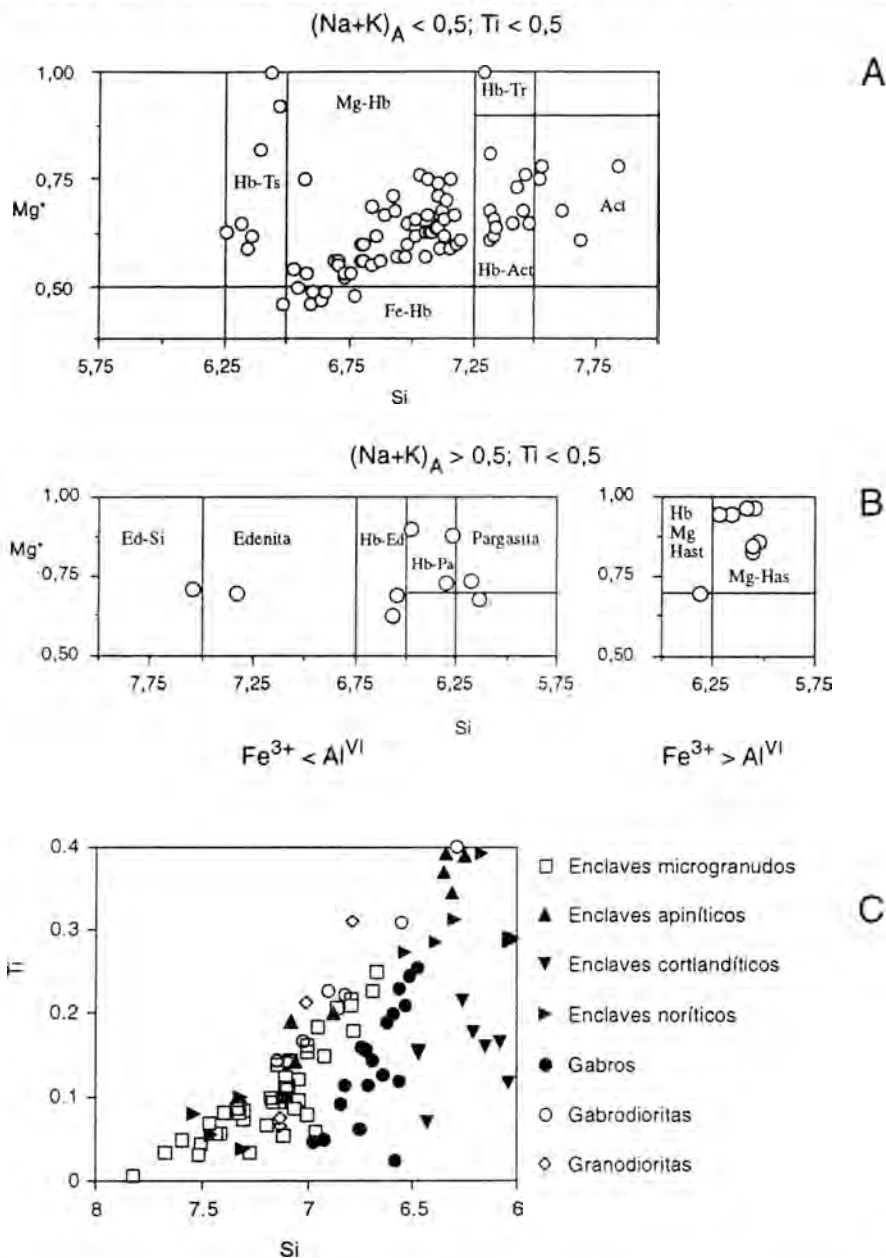 (Na+K)A < 0,5; Ti < 0,5
A
1,00
Hb-Tr
Mg-Hb
Hb-Ts
0,75
Mg*
Act
Hb-Act
0,50
Fe-Hb
5,75
6,25
6,75
7,25
7,75
Si
(Na+K)A > 0,5; Ti < 0,5
B
1,00
1,00
Ed-Si
Edenita
Hb-Ed
Pargasita
Hb
Mg
Hast
Mg*
Hb-Pa
0,75
0,75
Mg-Has
0,50
0,50
7,75
7,25
6,75
6,25
5,75
6,25
5,75
Si
Fe3+ < AlVI
Fe3+ > AlVI
C
0.4
0.3
Ti
0.2
0.1
0
8
7.5
7
6.5
6
Si
Enclaves microgranudos
Enclaves apiníticos
Enclaves cortlandíticos
Enclaves noríticos
Gabros
Gabrodioritas
Granodioritas